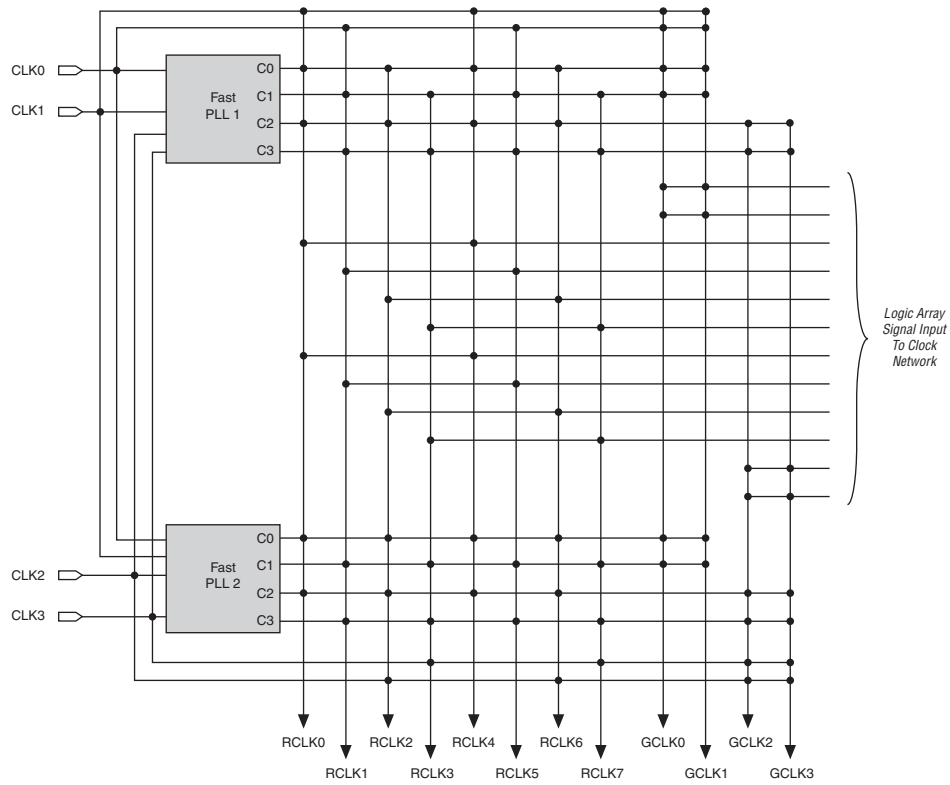 CLK0
CLK1
Fast
PLL 1
C0
C1
C2
C3
Logic Array
Signal Input
To Clock
Network
CLK2
CLK3
Fast
PLL 2
C0
C1
C2
C3
RCLK0
RCLK2
RCLK4
RCLK6
GCLK0
GCLK2
RCLK1
RCLK3
RCLK5
RCLK7
GCLK1
GCLK3